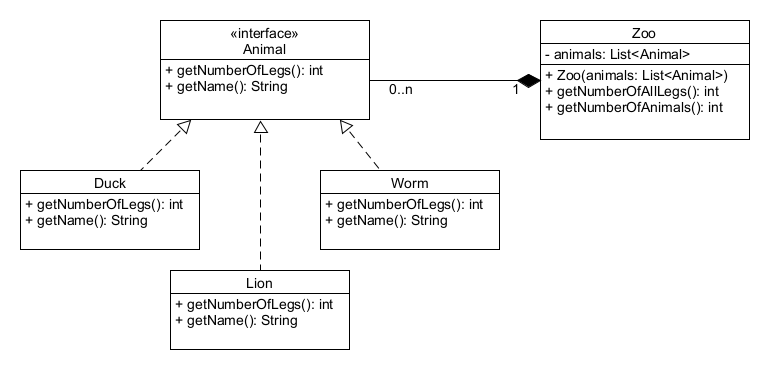 «interface»
Animal
+ getNumberOfLegs(): int
+ getName(): String
0..n
1
Zoo
- animals: List<Animal>
+ Zoo(animals: List<Animal>)
+ getNumberOfAllLegs(): int
+ getNumberOfAnimals(): int
Duck
+ getNumberOfLegs(): int
+ getName(): String
Worm
+ getNumberOfLegs(): int
+ getName(): String
Lion
+ getNumberOfLegs(): int
+ getName(): String